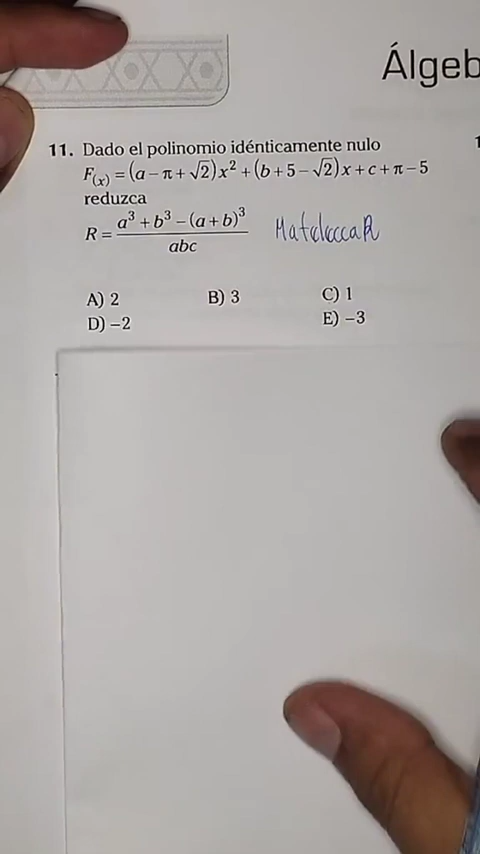 Álgeb
11. Dado el polinomio idénticamente nulo
F(x) = (a − π + √2)x² + (b + 5 − √2)x + c + π − 5
reduzca
R = \frac{a³ + b³ − (a + b)³}{abc}
A) 2 B) 3 C) 1
D) −2 E) −3